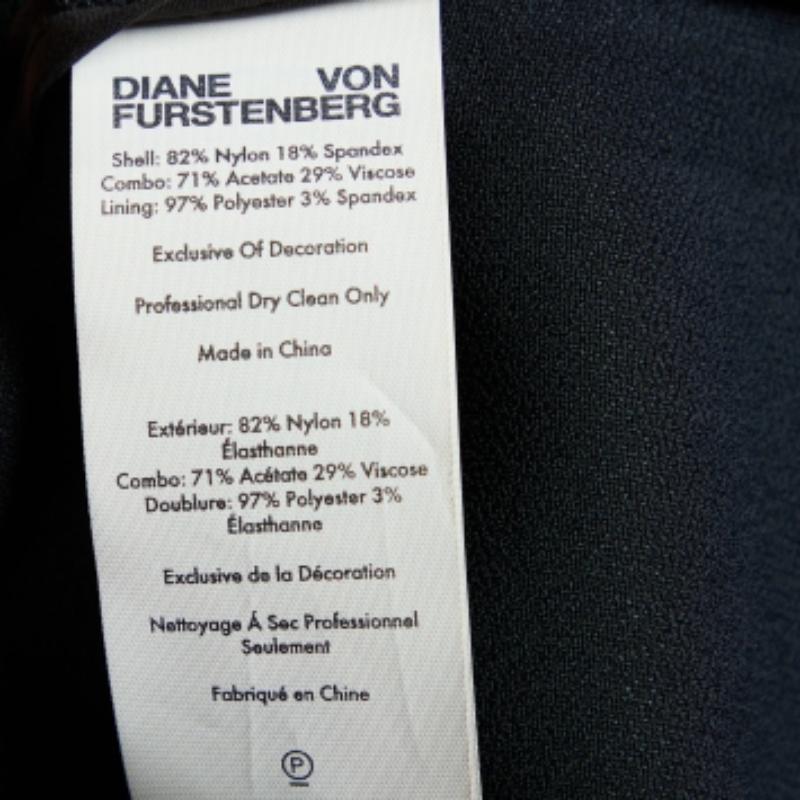 DIANE VON
FURSTENBERG
Shell: 82% Nylon 18% Spandex
Combo: 71% Acetate 29% Viscose
Lining: 97% Polyester 3% Spandex
Exclusive Of Decoration
Professional Dry Clean Only
Made in China
Extérieur: 82% Nylon 18%
Élasthanne
Combo: 71% Acétate 29% Viscose
Doublure: 97% Polyester 3%
Élasthanne
Exclusive de la Décoration
Nettoyage Á Sec Professionnel
Seulement
Fabriqué en Chine
P